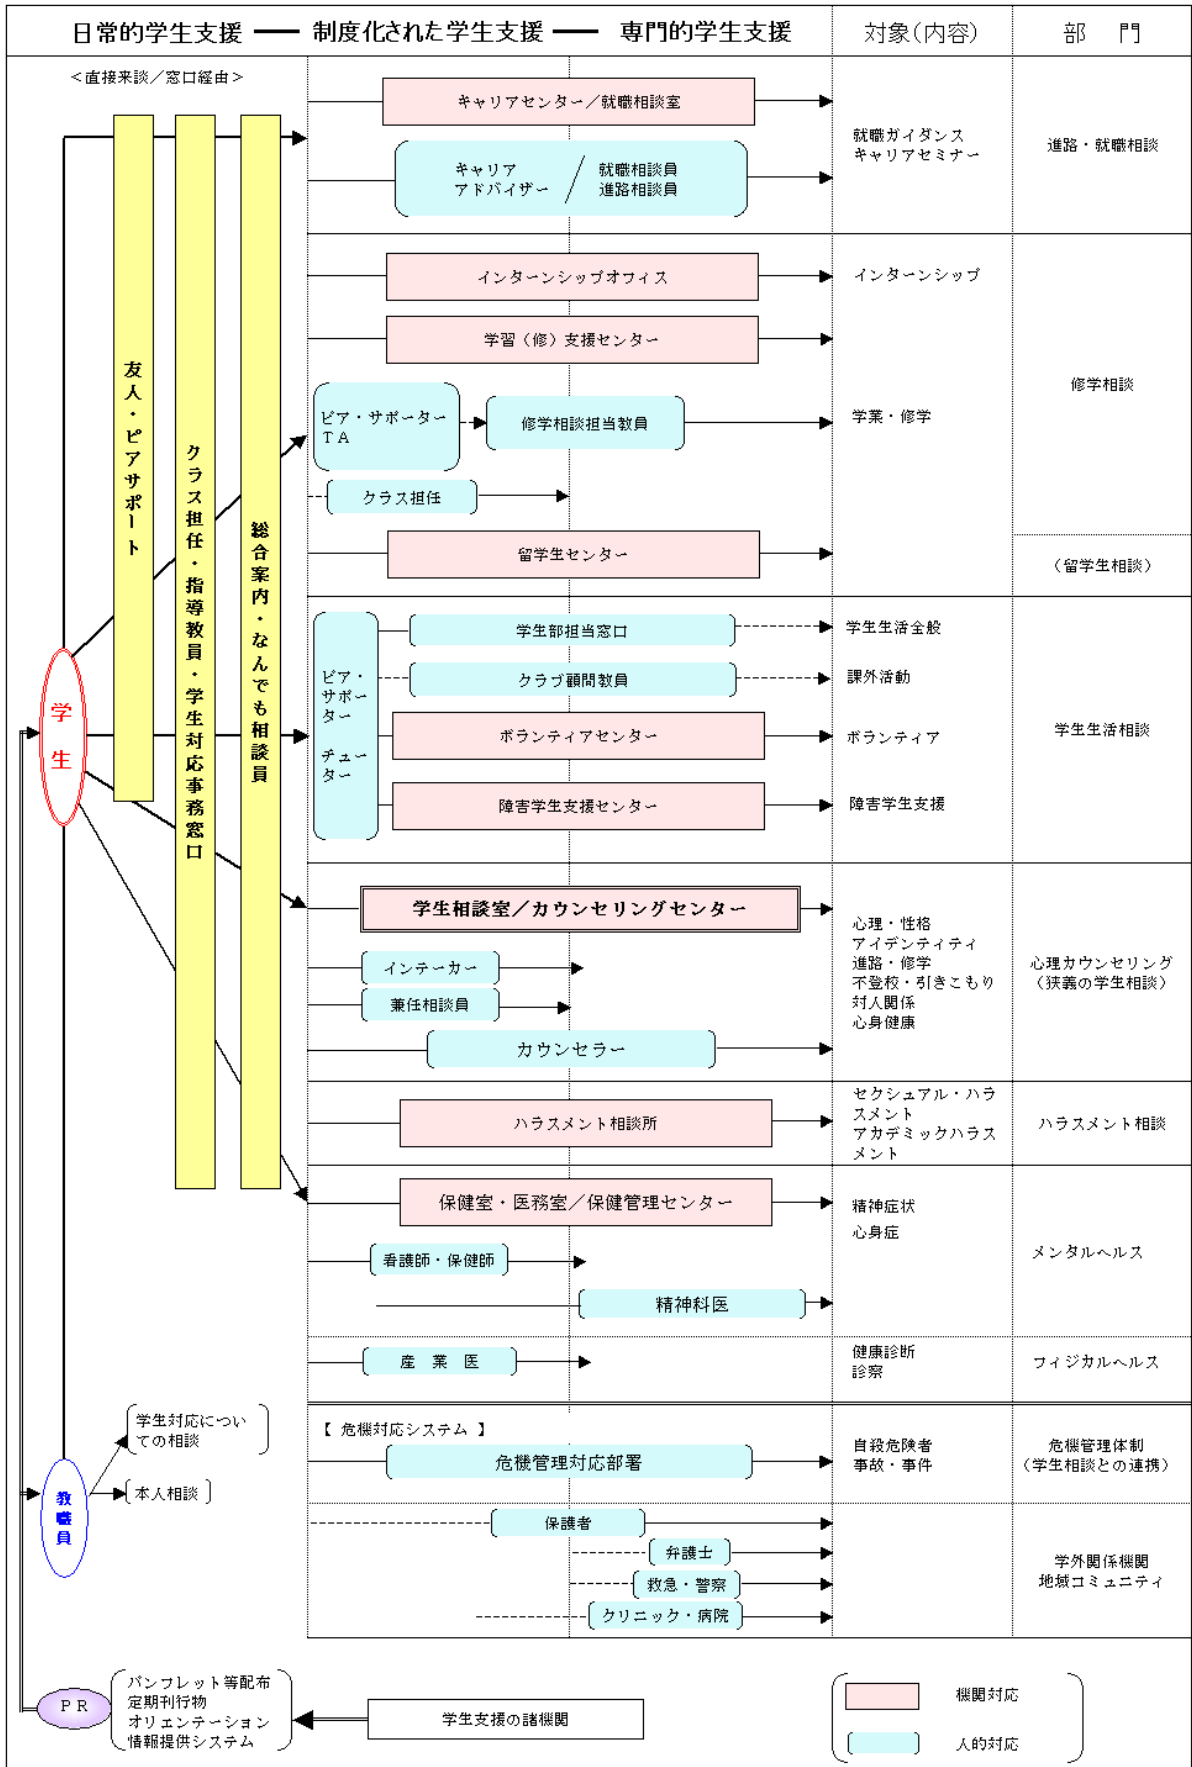 日常的学生支援 ━━ 制度化された学生支援 ━━ 専門的学生支援
対象(内容)
部　門
＜直接来談／窓口経由＞
友人・ピアサポート
クラス担任・指導教員・学生対応事務窓口
総合案内・なんでも相談員
学生
教職員
キャリアセンター／就職相談室
キャリア
アドバイザー
／
就職相談員
進路相談員
就職ガイダンス
キャリアセミナー
進路・就職相談
インターンシップオフィス
インターンシップ
学習（修）支援センター
ピア・サポーター
ＴＡ
修学相談担当教員
学業・修学
クラス担任
修学相談
留学生センター
（留学生相談）
ピア・
サポー
ター
チュー
ター
学生部担当窓口
学生生活全般
クラブ顧問教員
課外活動
ボランティアセンター
ボランティア
障害学生支援センター
障害学生支援
学生生活相談
学生相談室／カウンセリングセンター
インテーカー
兼任相談員
カウンセラー
心理・性格
アイデンティティ
進路・修学
不登校・引きこもり
対人関係
心身健康
心理カウンセリング
（狭義の学生相談）
ハラスメント相談所
セクシュアル・ハラ
スメント
アカデミックハラス
メント
ハラスメント相談
保健室・医務室／保健管理センター
看護師・保健師
精神科医
精神症状
心身症
メンタルヘルス
産　業　医
健康診断
診察
フィジカルヘルス
学生対応につい
ての相談
本人相談
【 危機対応システム 】
危機管理対応部署
自殺危険者
事故・事件
危機管理体制
（学生相談との連携）
保護者
弁護士
救急・警察
クリニック・病院
学外関係機関
地域コミュニティ
ＰＲ
パンフレット等配布
定期刊行物
オリエンテーション
情報提供システム
学生支援の諸機関
機関対応
人的対応